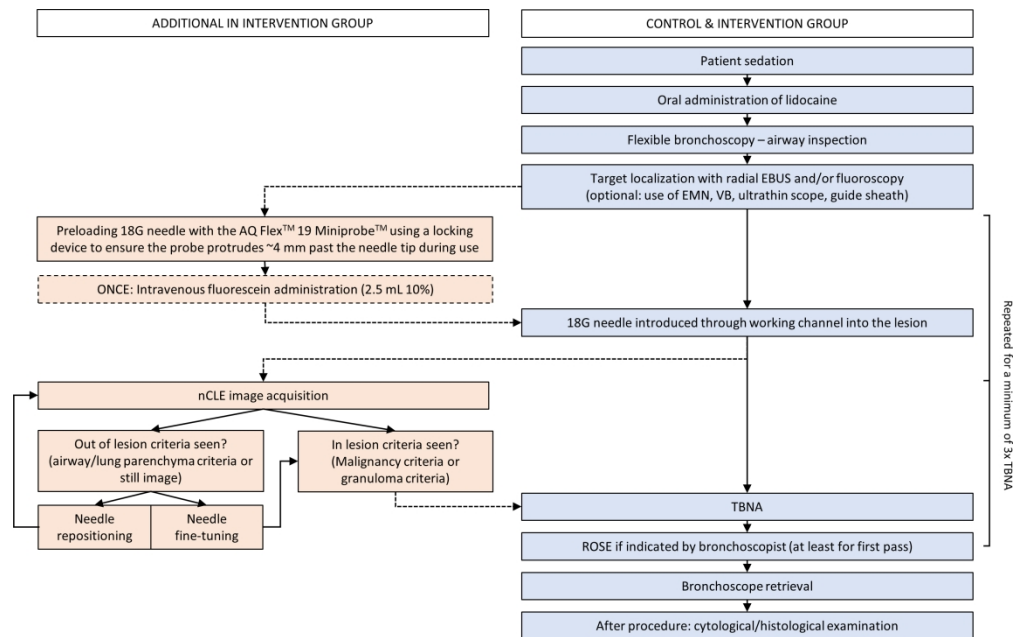 ADDITIONAL IN INTERVENTION GROUP
CONTROL & INTERVENTION GROUP
Patient sedation
Oral administration of lidocaine
Flexible bronchoscopy – airway inspection
Target localization with radial EBUS and/or fluoroscopy
(optional: use of EMN, VB, ultrathin scope, guide sheath)
Preloading 18G needle with the AQ Flex™ 19 Miniprobe™ using a locking
device to ensure the probe protrudes ~4 mm past the needle tip during use
ONCE: Intravenous fluorescein administration (2.5 mL 10%)
18G needle introduced through working channel into the lesion
nCLE image acquisition
Out of lesion criteria seen?
(airway/lung parenchyma criteria or
still image)
In lesion criteria seen?
(Malignancy criteria or
granuloma criteria)
Needle
repositioning
Needle
fine-tuning
TBNA
ROSE if indicated by bronchoscopist (at least for first pass)
Repeated for a minimum of 3x TBNA
Bronchoscope retrieval
After procedure: cytological/histological examination